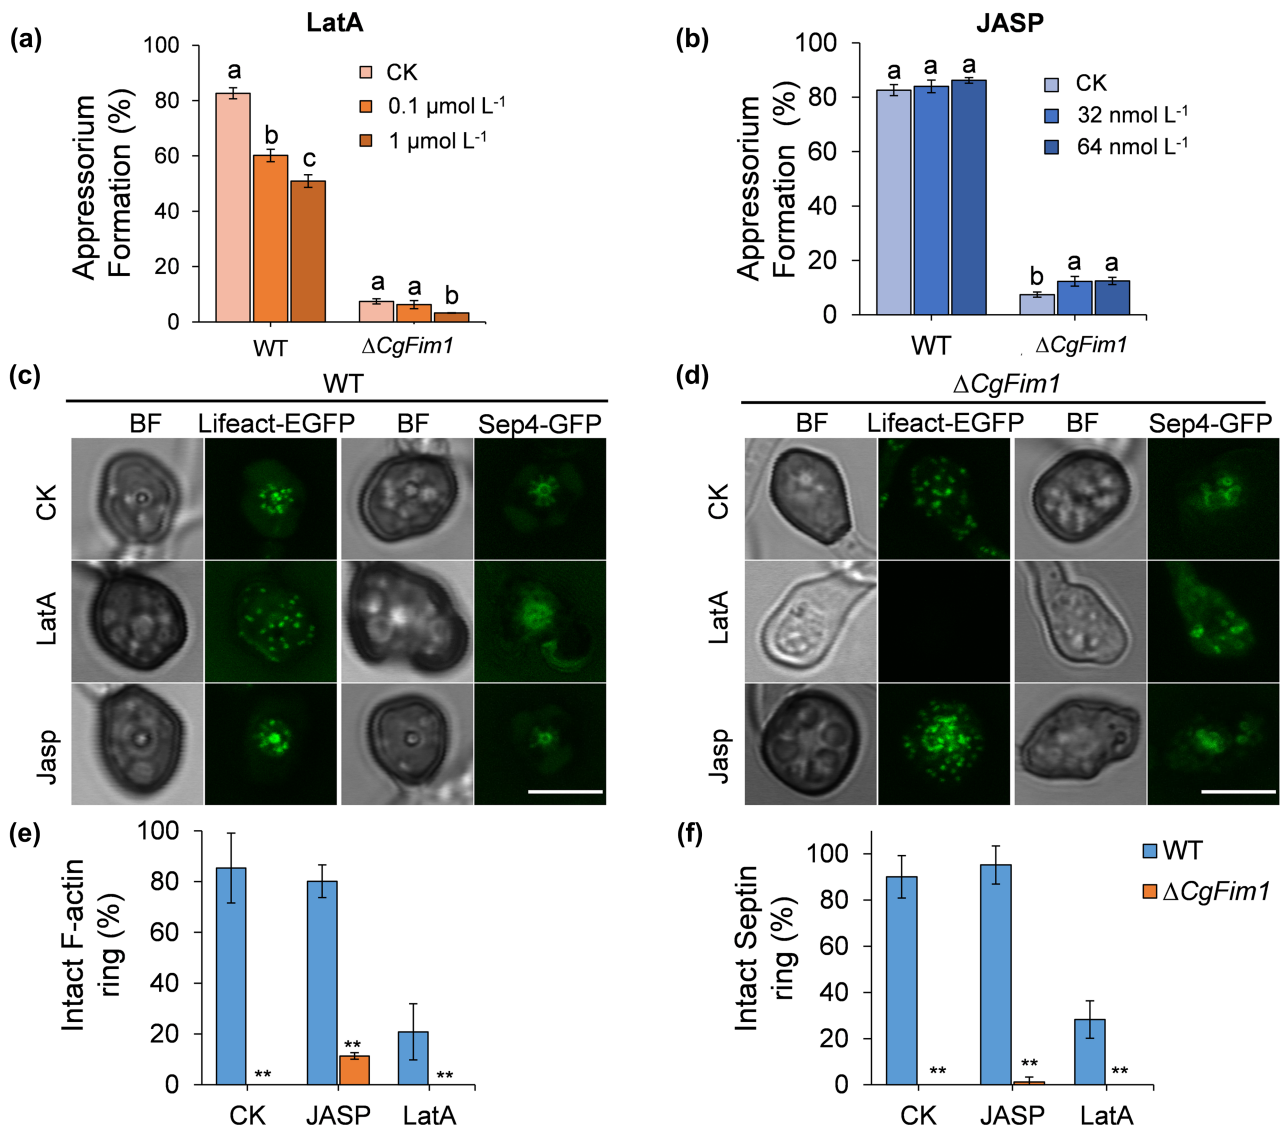 (a)
LatA
Appressorium
Formation (%)
100
80
60
40
20
0
CK
0.1 µmol L-1
1 µmol L-1
a
b
c
a
a
b
WT
ΔCgFim1
(b)
JASP
Appressorium
Formation (%)
100
80
60
40
20
0
CK
32 nmol L-1
64 nmol L-1
a
a
a
b
a
a
WT
ΔCgFim1
(c)
WT
BF
Lifeact-EGFP
BF
Sep4-GFP
CK
LatA
Jasp
(d)
ΔCgFim1
BF
Lifeact-EGFP
BF
Sep4-GFP
CK
LatA
Jasp
(e)
Intact F-actin
ring (%)
100
80
60
40
20
0
**
**
**
CK
JASP
LatA
(f)
Intact Septin
ring (%)
100
80
60
40
20
0
**
**
**
WT
ΔCgFim1
CK
JASP
LatA